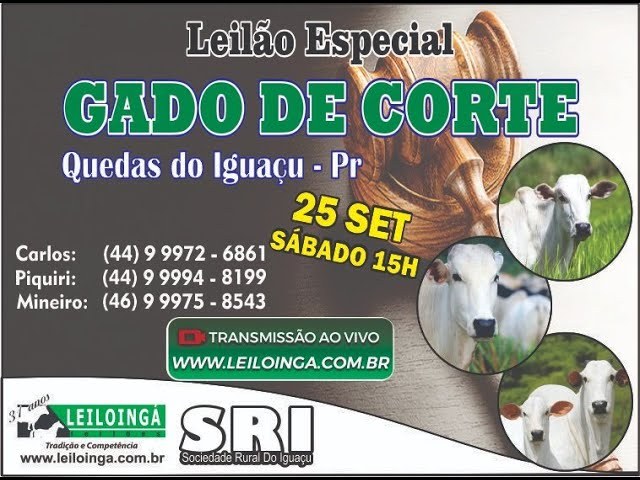 Leilão Especial
GADO DE CORTE
Quedas do Iguaçu - Pr
25 SET
SÁBADO 15H
Carlos: (44) 9 9972 - 6861
Piquiri: (44) 9 9994 - 8199
Mineiro: (46) 9 9975 - 8543
TRANSMISSÃO AO VIVO
WWW.LEILOINGA.COM.BR
37 anos
LEILOINGÁ
Tradição e Competência
www.leiloinga.com.br
SRI
Sociedade Rural Do Iguaçu